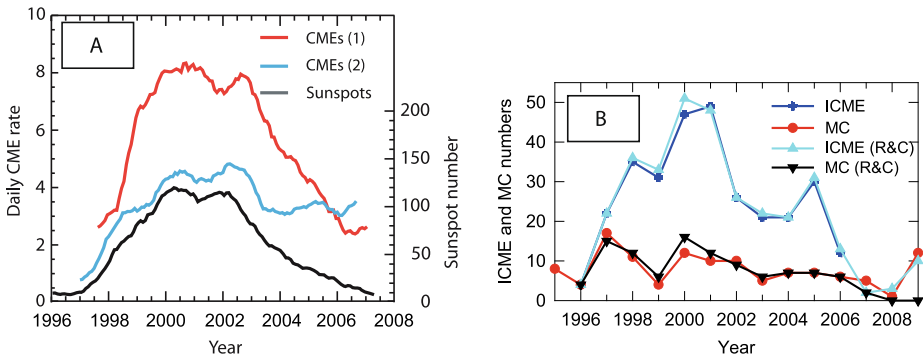 A
CMEs (1)
CMEs (2)
Sunspots
Daily CME rate
10
8
6
4
2
0
Sunspot number
200
150
100
50
0
1996 1998 2000 2002 2004 2006 2008
Year
B
ICME
MC
ICME (R&C)
MC (R&C)
ICME and MC numbers
50
40
30
20
10
0
1996 1998 2000 2002 2004 2006 2008
Year